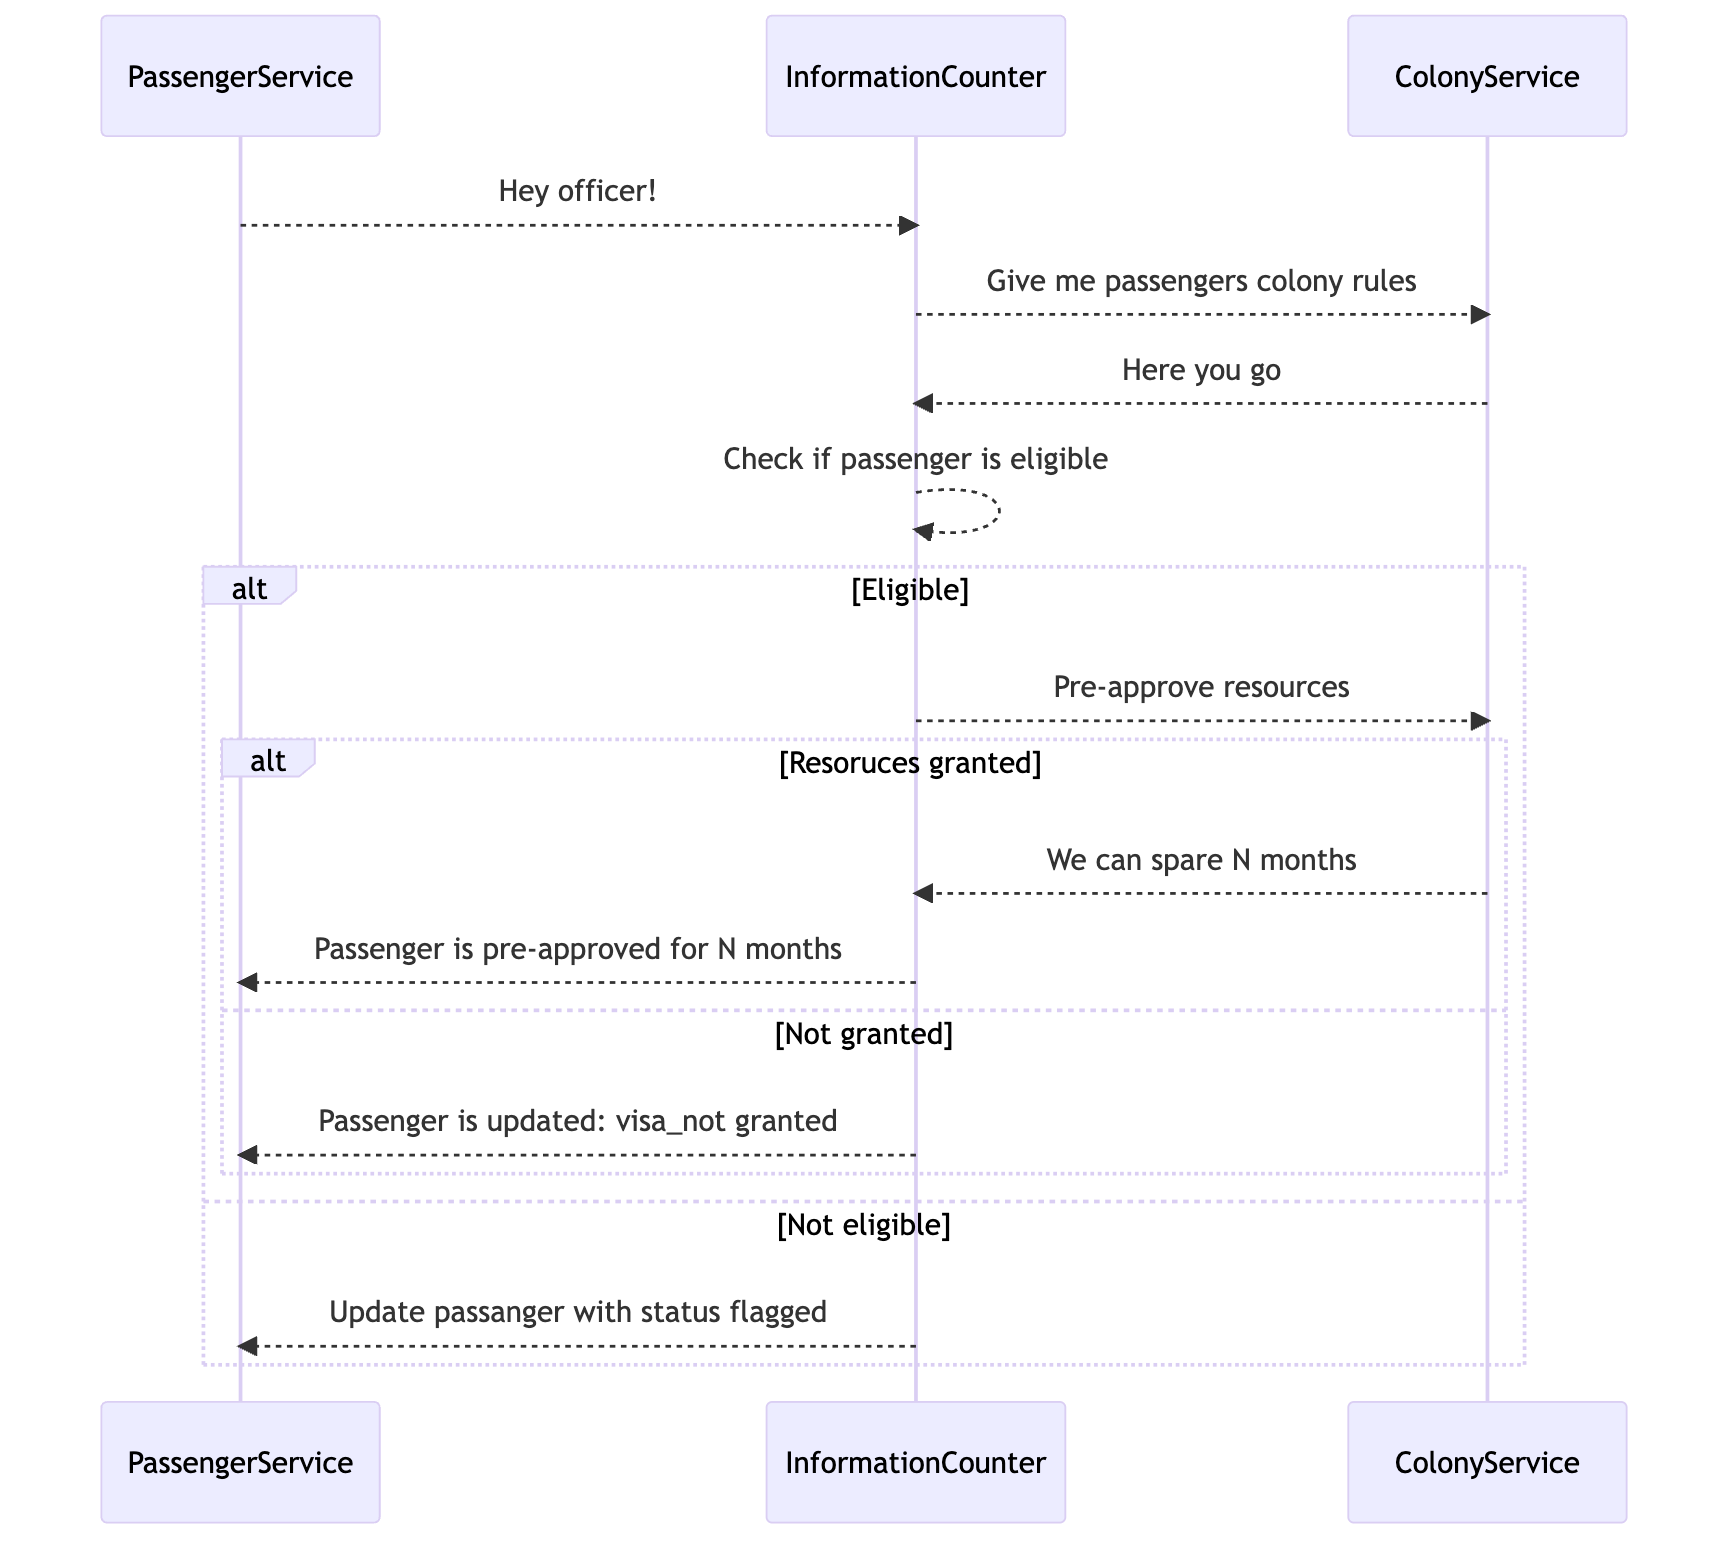 PassengerService
InformationCounter
ColonyService
Hey officer!
Give me passengers colony rules
Here you go
Check if passenger is eligible
alt
[Eligible]
Pre-approve resources
alt
[Resoruces granted]
We can spare N months
Passenger is pre-approved for N months
[Not granted]
Passenger is updated: visa_not granted
[Not eligible]
Update passanger with status flagged
PassengerService
InformationCounter
ColonyService